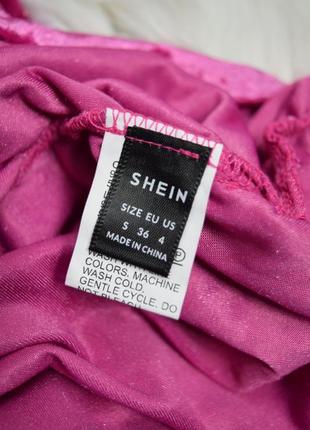 SHEIN
SIZE EU US
S 36 4
MADE IN CHINA
COLORS. MACHINE
WASH COLD.
GENTLE CYCLE. DO